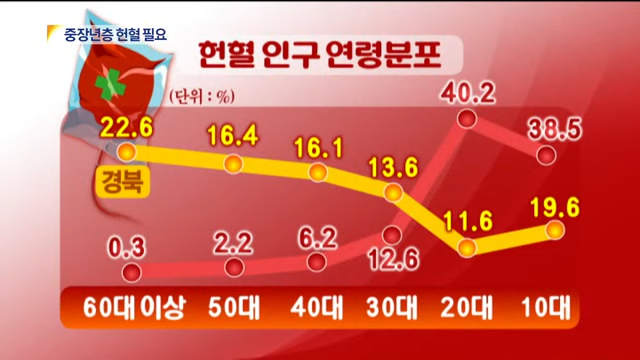 중장년층 헌혈 필요
헌혈 인구 연령분포
(단위 : %)
40.2
22.6 16.4 16.1 13.6 38.5
경북
11.6 19.6
0.3 2.2 6.2 12.6
60대 이상 50대 40대 30대 20대 10대